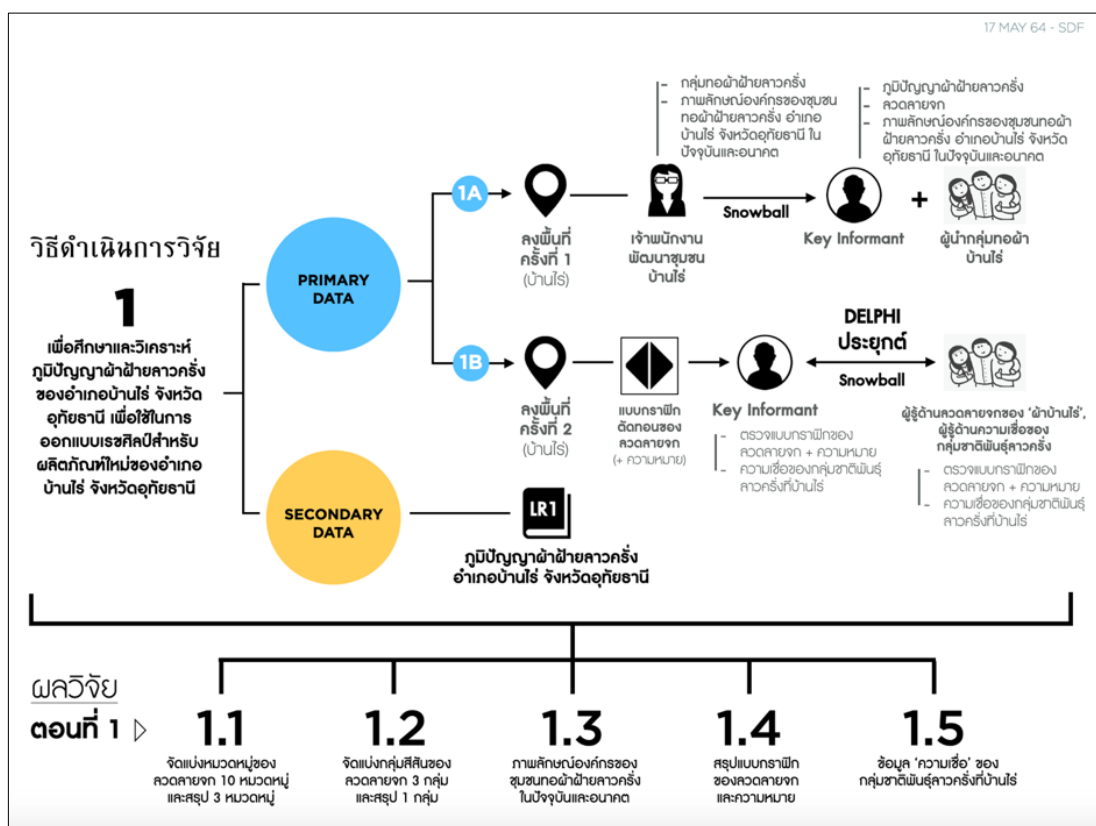 17 MAY 64 - SDF
- กลุ่มทอผ้าฝ้ายลาวครั่ง
- ภาพลักษณ์องค์กรของชุมชน
ทอผ้าฝ้ายลาวครั่ง อำเภอ
บ้านไร่ จังหวัดอุทัยธานี ใน
ปัจจุบันและอนาคต
- ภูมิปัญญาผ้าฝ้ายลาวครั่ง
- ลวดลายจก
- ภาพลักษณ์องค์กรของชุมชนทอผ้า
ฝ้ายลาวครั่ง อำเภอบ้านไร่ จังหวัด
อุทัยธานี ในปัจจุบันและอนาคต
วิธีดำเนินการวิจัย
1
เพื่อศึกษาและวิเคราะห์
ภูมิปัญญาผ้าฝ้ายลาวครั่ง
ของอำเภอบ้านไร่ จังหวัด
อุทัยธานี เพื่อใช้ในการ
ออกแบบเรขศิลป์สำหรับ
ผลิตภัณฑ์ใหม่ของอำเภอ
บ้านไร่ จังหวัดอุทัยธานี
PRIMARY
DATA
1A
ลงพื้นที่
ครั้งที่ 1
(บ้านไร่)
เจ้าพนักงาน
พัฒนาชุมชน
บ้านไร่
Snowball
Key Informant
+
ผู้นำกลุ่มทอผ้า
บ้านไร่
1B
ลงพื้นที่
ครั้งที่ 2
(บ้านไร่)
แบบกราฟิก
ตัดทอนของ
ลวดลายจก
(+ ความหมาย)
Key Informant
- ตรวจแบบกราฟิกของ
ลวดลายจก + ความหมาย
- ความเชื่อของกลุ่มชาติพันธุ์
ลาวครั่งที่บ้านไร่
DELPHI
ประยุกต์
Snowball
ผู้รู้ด้านลวดลายจกของ ‘ผ้าบ้านไร่’,
ผู้รู้ด้านความเชื่อของ
กลุ่มชาติพันธุ์ลาวครั่ง
- ตรวจแบบกราฟิกของ
ลวดลายจก + ความหมาย
- ความเชื่อของกลุ่มชาติพันธุ์
ลาวครั่งที่บ้านไร่
SECONDARY
DATA
LR1
ภูมิปัญญาผ้าฝ้ายลาวครั่ง
อำเภอบ้านไร่ จังหวัดอุทัยธานี
ผลวิจัย
ตอนที่ 1
1.1
จัดแบ่งหมวดหมู่ของ
ลวดลายจก 10 หมวดหมู่
และสรุป 3 หมวดหมู่
1.2
จัดแบ่งกลุ่มสีสันของ
ลวดลายจก 3 กลุ่ม
และสรุป 1 กลุ่ม
1.3
ภาพลักษณ์องค์กรของ
ชุมชนทอผ้าฝ้ายลาวครั่ง
ในปัจจุบันและอนาคต
1.4
สรุปแบบกราฟิก
ของลวดลายจก
และความหมาย
1.5
ข้อมูล ‘ความเชื่อ’ ของ
กลุ่มชาติพันธุ์ลาวครั่งที่บ้านไร่